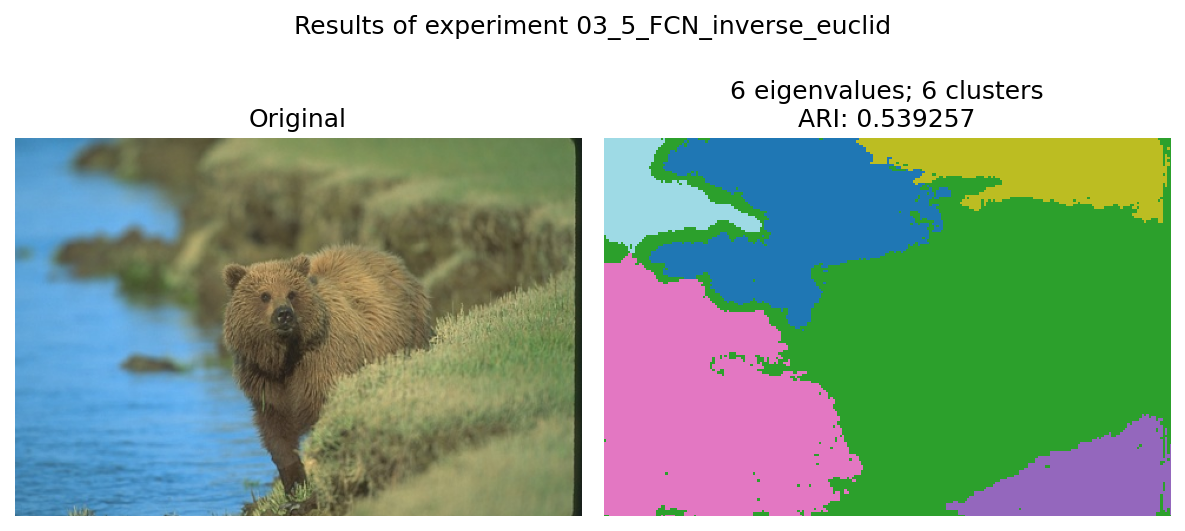 Results of experiment 03_5_FCN_inverse_euclid
Original
6 eigenvalues; 6 clusters
ARI: 0.539257